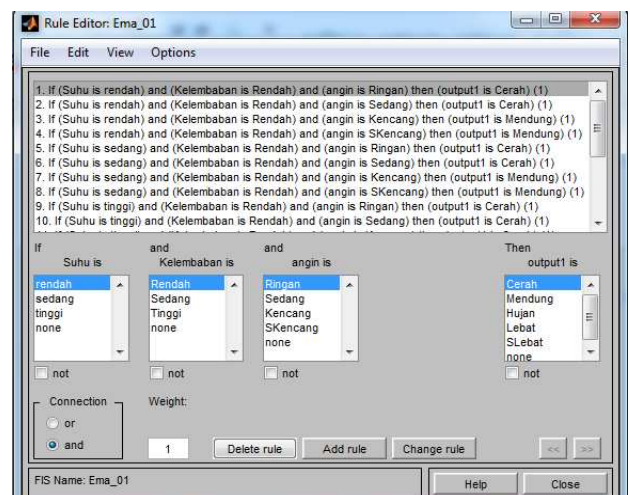 Rule Editor: Ema_01
File Edit View Options
1. If (Suhu is rendah) and (Kelembaban is Rendah) and (angin is Ringan) then (output1 is Cerah) (1)
2. If (Suhu is rendah) and (Kelembaban is Rendah) and (angin is Sedang) then (output1 is Cerah) (1)
3. If (Suhu is rendah) and (Kelembaban is Rendah) and (angin is Kencang) then (output1 is Mendung) (1)
4. If (Suhu is rendah) and (Kelembaban is Rendah) and (angin is SKencang) then (output1 is Mendung) (1)
5. If (Suhu is sedang) and (Kelembaban is Rendah) and (angin is Ringan) then (output1 is Cerah) (1)
6. If (Suhu is sedang) and (Kelembaban is Rendah) and (angin is Sedang) then (output1 is Cerah) (1)
7. If (Suhu is sedang) and (Kelembaban is Rendah) and (angin is Kencang) then (output1 is Mendung) (1)
8. If (Suhu is sedang) and (Kelembaban is Rendah) and (angin is SKencang) then (output1 is Mendung) (1)
9. If (Suhu is tinggi) and (Kelembaban is Rendah) and (angin is Ringan) then (output1 is Cerah) (1)
10. If (Suhu is tinggi) and (Kelembaban is Rendah) and (angin is Sedang) then (output1 is Cerah) (1)
If and and Then
Suhu is Kelembaban is angin is output1 is
rendah Rendah Ringan Cerah
sedang Sedang Sedang Mendung
tinggi Tinggi Kencang Hujan
none none SKencang Lebat
none SLebat
none
not not not not
Connection Weight:
or
and 1 Delete rule Add rule Change rule << >>
FIS Name: Ema_01 Help Close